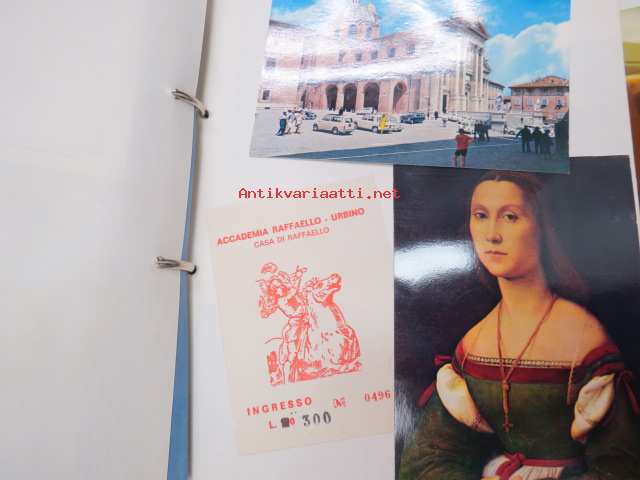 Antikvariaatti.net
ACCADEMIA RAFFAELLO - URBINO
CASA DI RAFFAELLO
INGRESSO № 0496
L. 300